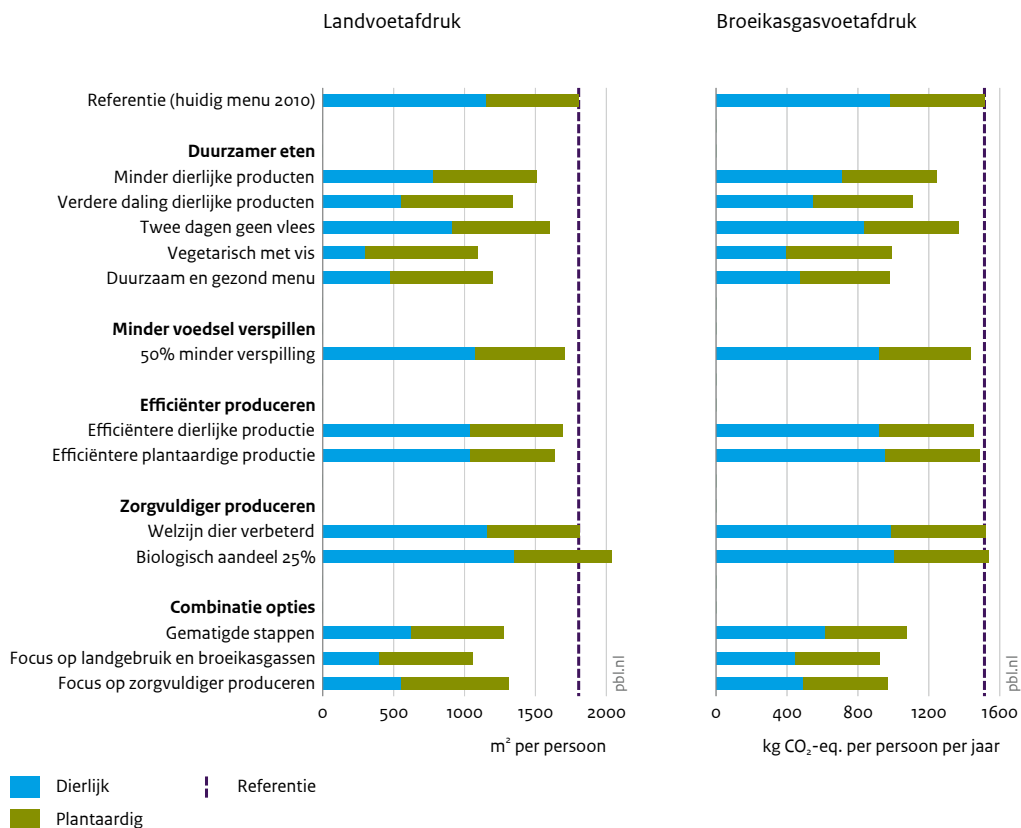 Landvoetafdruk
Broeikasgasvoetafdruk
Referentie (huidig menu 2010)
Duurzamer eten
Minder dierlijke producten
Verdere daling dierlijke producten
Twee dagen geen vlees
Vegetarisch met vis
Duurzaam en gezond menu
Minder voedsel verspillen
50% minder verspilling
Efficiënter produceren
Efficiëntere dierlijke productie
Efficiëntere plantaardige productie
Zorgvuldiger produceren
Welzijn dier verbeterd
Biologisch aandeel 25%
Combinatie opties
Gematigde stappen
Focus op landgebruik en broeikasgassen
Focus op zorgvuldiger produceren
pbl.nl
pbl.nl
0 500 1000 1500 2000
0 400 800 1200 1600
m² per persoon
kg CO₂-eq. per persoon per jaar
Dierlijk
Referentie
Plantaardig